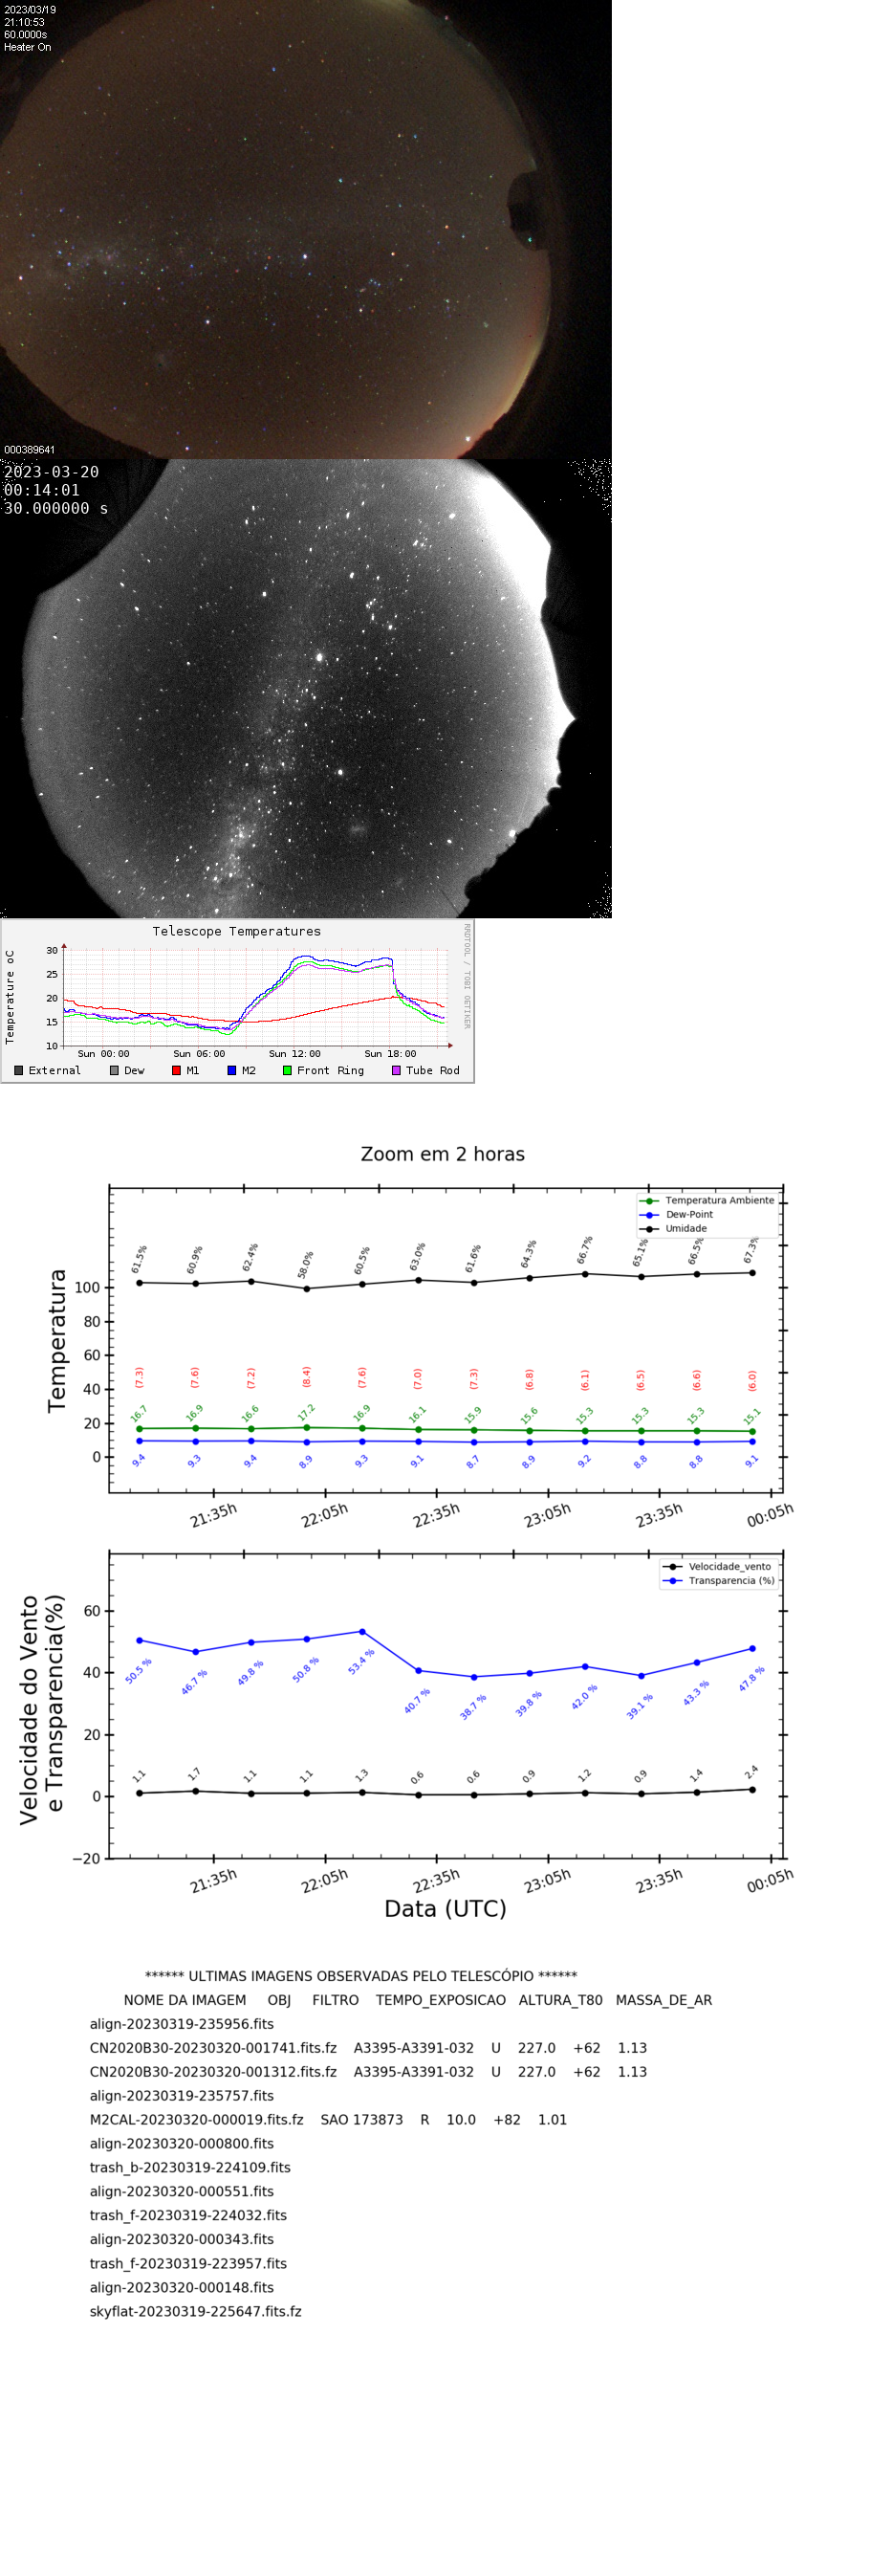 2023/03/19
21:10:53
60.0000s
Heater On
000389641
2023-03-20
00:14:01
30.000000 s
Telescope Temperatures
RRDTOOL / TOBI OETIKER
Temperature oC
30
25
20
15
10
Sun 00:00 Sun 06:00 Sun 12:00 Sun 18:00
External Dew M1 M2 Front Ring Tube Rod
Zoom em 2 horas
Temperatura Ambiente
Dew-Point
Umidade
61.5% 60.9% 62.4% 58.0% 60.5% 63.0% 61.6% 64.3% 66.7% 65.1% 66.5% 67.3%
Temperatura
100
80
60
40
20
0
(7.3) (7.6) (7.2) (8.4) (7.6) (7.0) (7.3) (6.8) (6.1) (6.5) (6.6) (6.0)
16.7 16.9 16.6 17.2 16.9 16.1 15.9 15.6 15.3 15.3 15.3 15.1
9.4 9.3 9.4 8.9 9.3 9.1 8.7 8.9 9.2 8.8 8.8 9.1
21:35h 22:05h 22:35h 23:05h 23:35h 00:05h
Velocidade_vento
Transparencia (%)
Velocidade do Vento
e Transparencia(%)
60
40
20
0
−20
50.5 % 46.7 % 49.8 % 50.8 % 53.4 % 40.7 % 38.7 % 39.8 % 42.0 % 39.1 % 43.3 % 47.8 %
1.1 1.7 1.1 1.1 1.3 0.6 0.6 0.9 1.2 0.9 1.4 2.4
21:35h 22:05h 22:35h 23:05h 23:35h 00:05h
Data (UTC)
****** ULTIMAS IMAGENS OBSERVADAS PELO TELESCÓPIO ******
NOME DA IMAGEM OBJ FILTRO TEMPO_EXPOSICAO ALTURA_T80 MASSA_DE_AR
align-20230319-235956.fits
CN2020B30-20230320-001741.fits.fz A3395-A3391-032 U 227.0 +62 1.13
CN2020B30-20230320-001312.fits.fz A3395-A3391-032 U 227.0 +62 1.13
align-20230319-235757.fits
M2CAL-20230320-000019.fits.fz SAO 173873 R 10.0 +82 1.01
align-20230320-000800.fits
trash_b-20230319-224109.fits
align-20230320-000551.fits
trash_f-20230319-224032.fits
align-20230320-000343.fits
trash_f-20230319-223957.fits
align-20230320-000148.fits
skyflat-20230319-225647.fits.fz